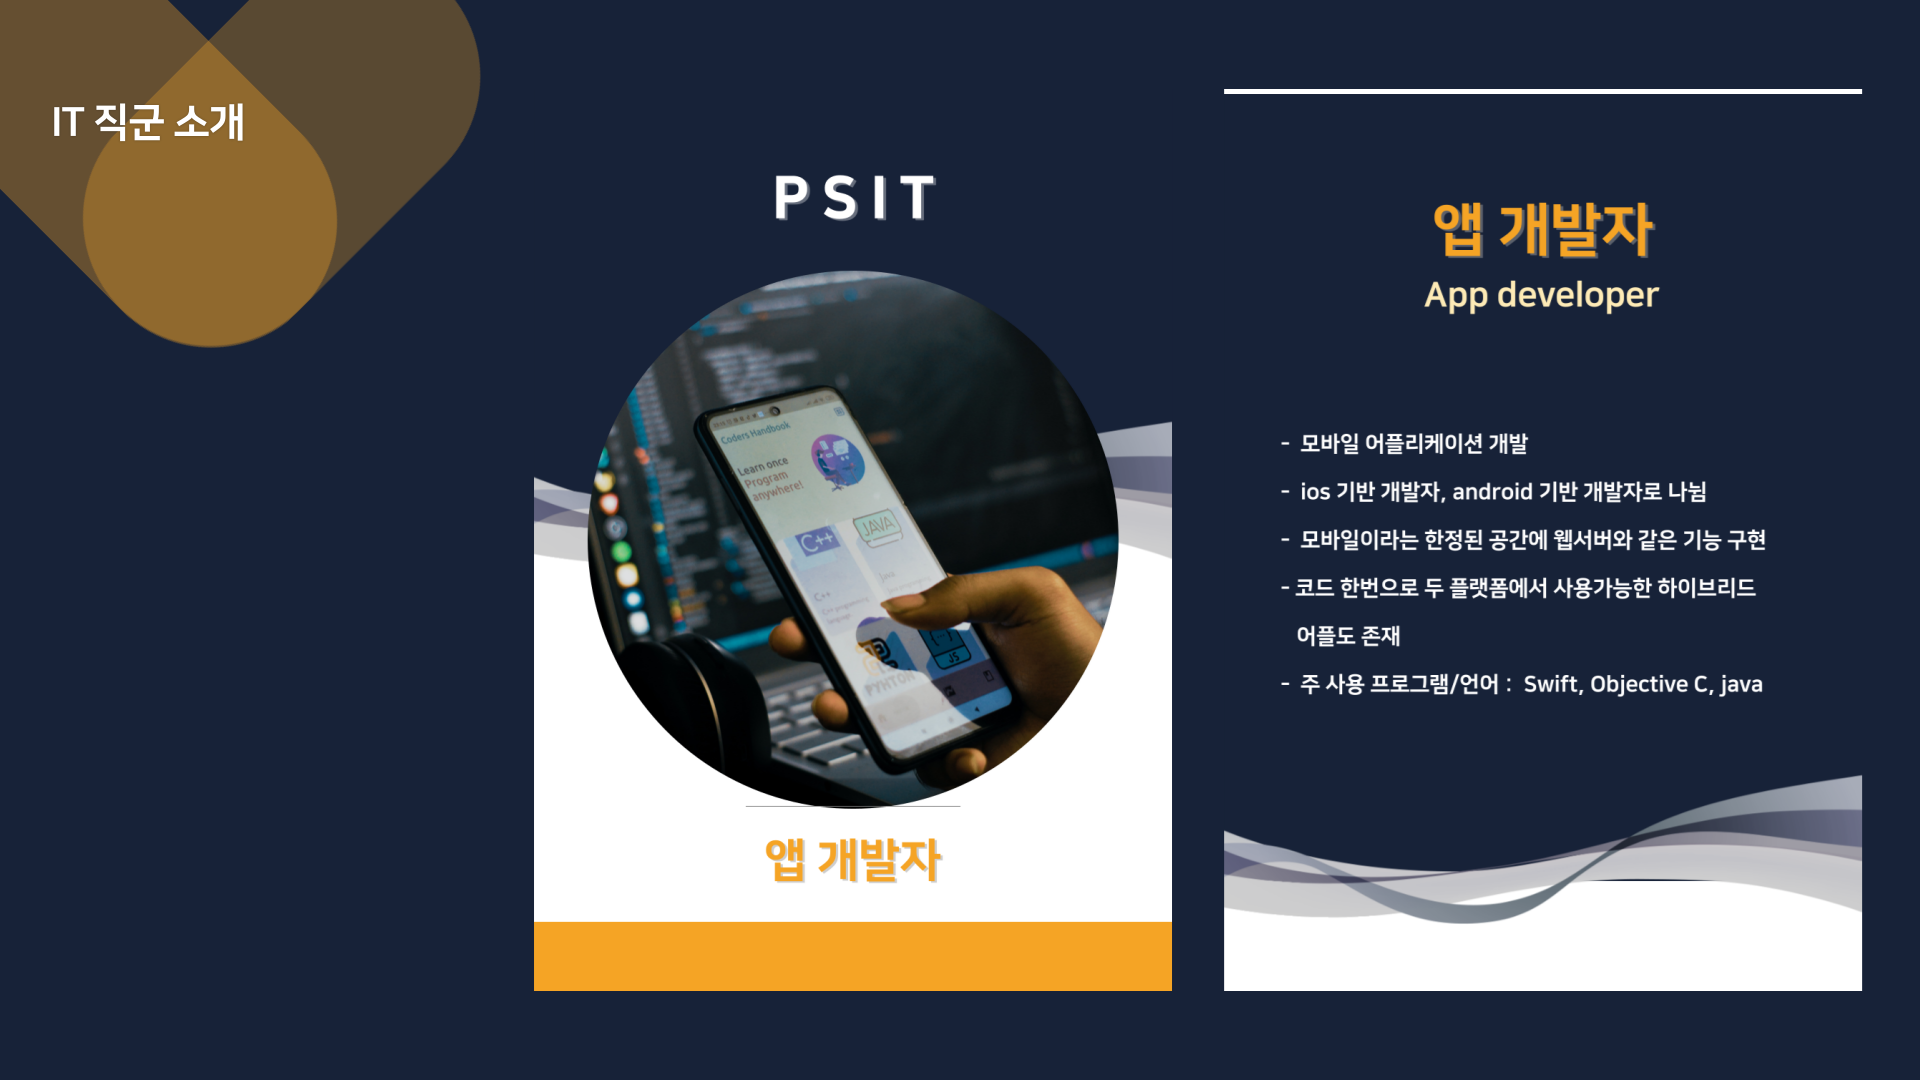 IT 직군 소개
PSIT
Coders Handbook
Learn once
Program
anywhere!
C++
JAVA
C++
Java
JS
PYHTON
앱 개발자
앱 개발자
App developer
- 모바일 어플리케이션 개발
- ios 기반 개발자, android 기반 개발자로 나뉨
- 모바일이라는 한정된 공간에 웹서버와 같은 기능 구현
- 코드 한번으로 두 플랫폼에서 사용가능한 하이브리드
어플도 존재
- 주 사용 프로그램/언어 : Swift, Objective C, java